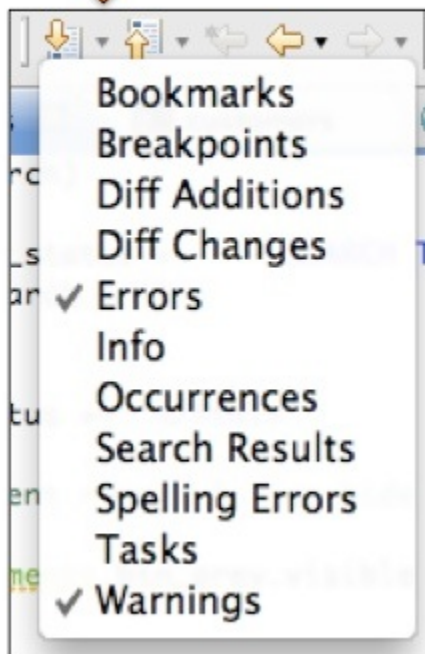 Bookmarks
Breakpoints
Diff Additions
Diff Changes
✓ Errors
Info
Occurrences
Search Results
Spelling Errors
Tasks
✓ Warnings